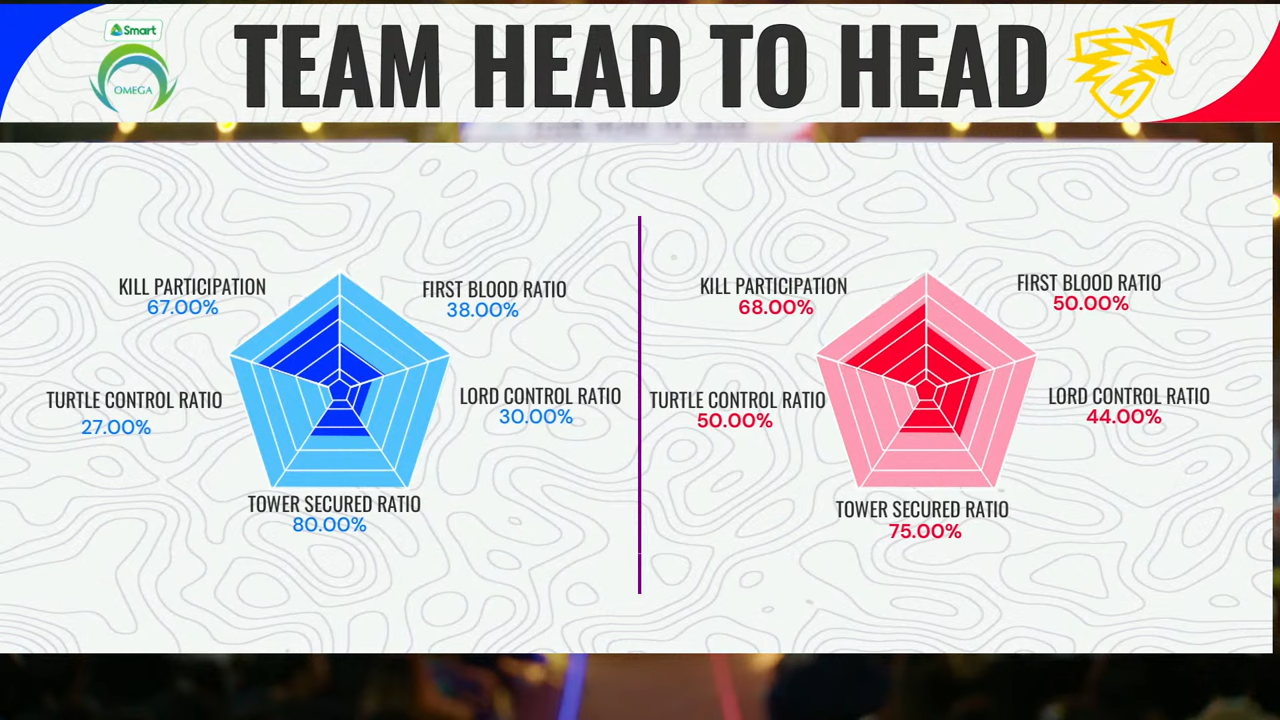 Smart
OMEGA
TEAM HEAD TO HEAD
KILL PARTICIPATION
67.00%
FIRST BLOOD RATIO
38.00%
TURTLE CONTROL RATIO
27.00%
LORD CONTROL RATIO
30.00%
TOWER SECURED RATIO
80.00%
KILL PARTICIPATION
68.00%
FIRST BLOOD RATIO
50.00%
TURTLE CONTROL RATIO
50.00%
LORD CONTROL RATIO
44.00%
TOWER SECURED RATIO
75.00%